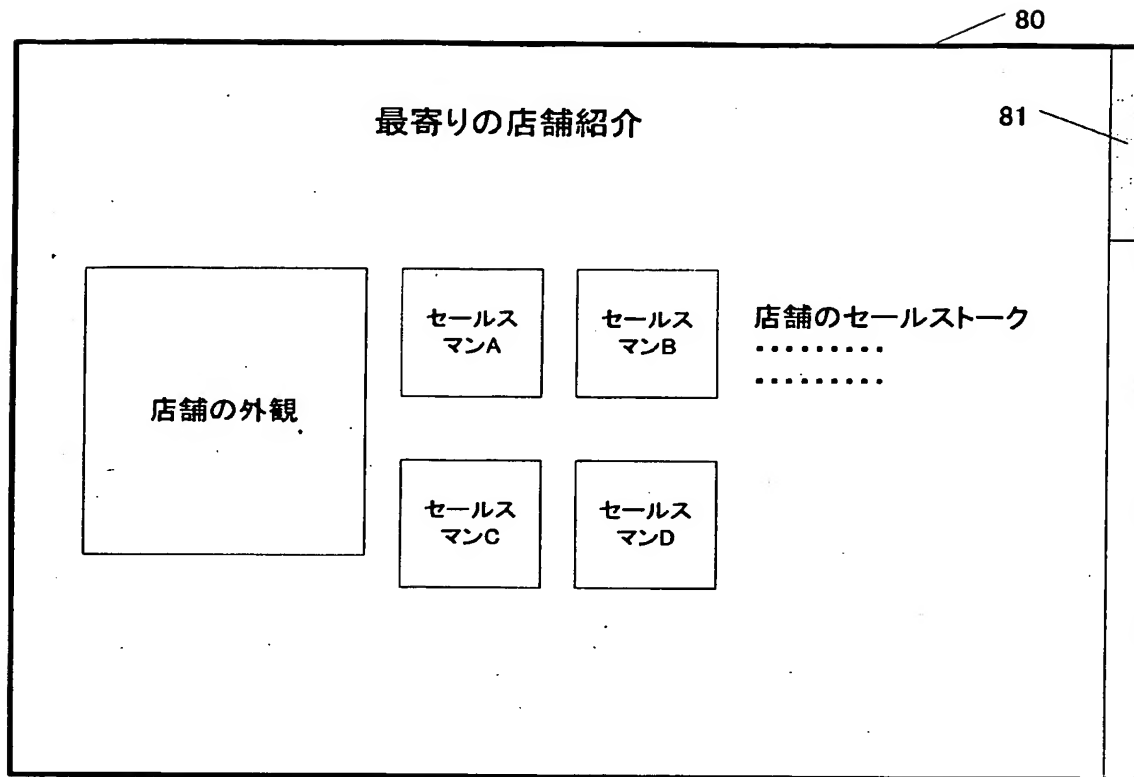 80
最寄りの店舗紹介
81
店舗の外観
セールス
マンA
セールス
マンB
店舗のセールストーク
・・・・・・・・・
・・・・・・・・・
セールス
マンC
セールス
マンD